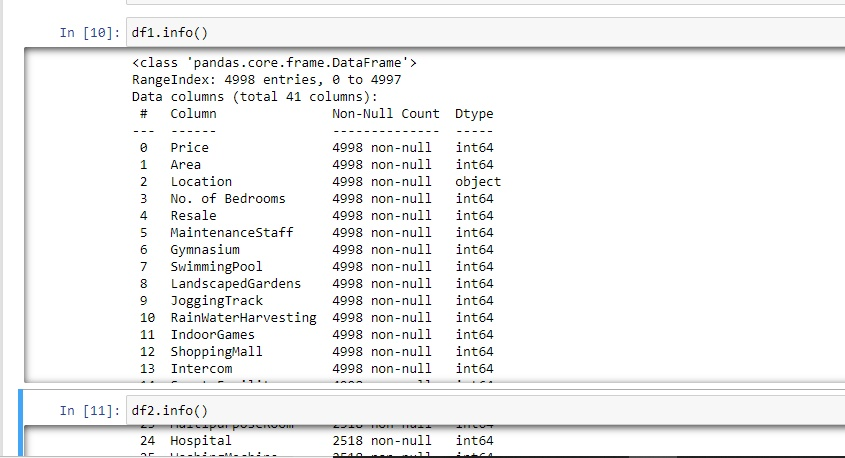 In [10]: df1.info()
<class 'pandas.core.frame.DataFrame'>
RangeIndex: 4998 entries, 0 to 4997
Data columns (total 41 columns):
#   Column   Non-Null Count   Dtype
---   ------   --------------   -----
0   Price   4998 non-null   int64
1   Area   4998 non-null   int64
2   Location   4998 non-null   object
3   No. of Bedrooms   4998 non-null   int64
4   Resale   4998 non-null   int64
5   MaintenanceStaff   4998 non-null   int64
6   Gymnasium   4998 non-null   int64
7   SwimmingPool   4998 non-null   int64
8   LandscapedGardens   4998 non-null   int64
9   JoggingTrack   4998 non-null   int64
10   RainWaterHarvesting   4998 non-null   int64
11   IndoorGames   4998 non-null   int64
12   ShoppingMall   4998 non-null   int64
13   Intercom   4998 non-null   int64
In [11]: df2.info()
24   Hospital   2518 non-null   int64